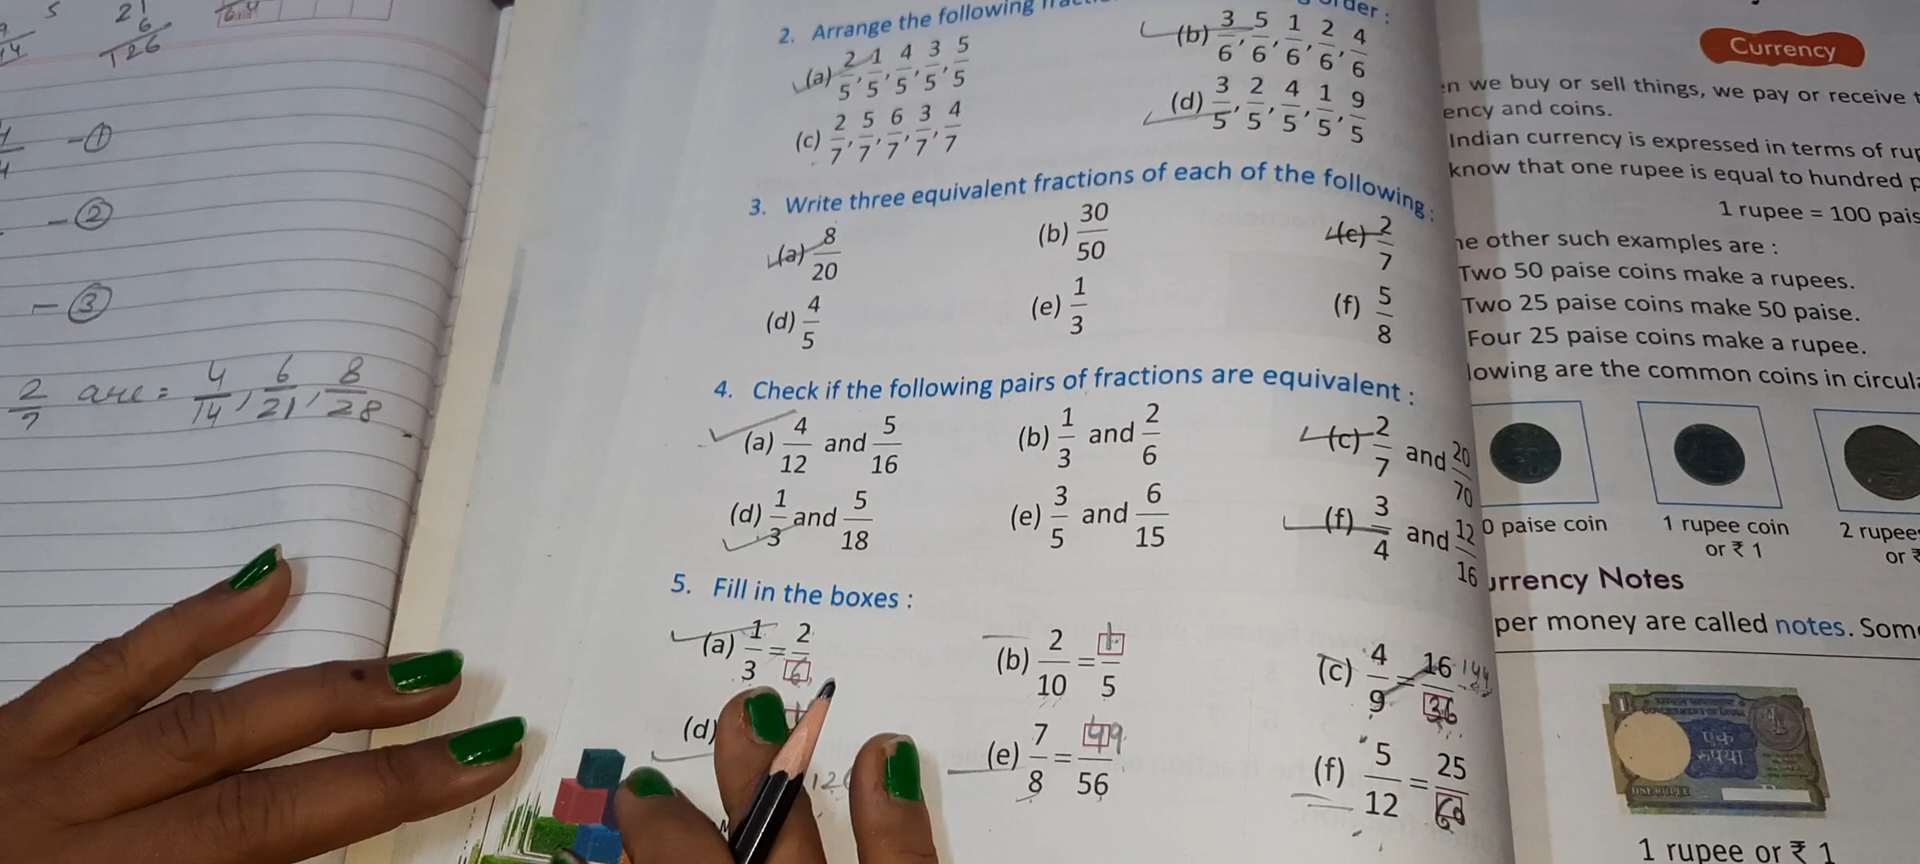 21
6
126
- ①
- ②
- ③
2/7 are = 4/14, 6/21, 8/28
2. Arrange the following
(a) 2/5, 1/5, 4/5, 3/5, 5/5
(b) 3/6, 5/6, 1/6, 2/6, 4/6
(c) 2/7, 5/7, 6/7, 3/7, 4/7
(d) 3/5, 2/5, 4/5, 1/5, 9/5
3. Write three equivalent fractions of each of the following :
(a) 8/20 (b) 30/50 (c) 2/7
(d) 4/5 (e) 1/3 (f) 5/8
4. Check if the following pairs of fractions are equivalent :
(a) 4/12 and 5/16 (b) 1/3 and 2/6 (c) 2/7 and 20/70
(d) 1/3 and 5/18 (e) 3/5 and 6/15 (f) 3/4 and 12/16
5. Fill in the boxes :
(a) 1/3 = 2/6 (b) 2/10 = 1/5 (c) 4/9 = 16/36 144
(d) (e) 7/8 = 49/56 (f) 5/12 = 25/60
Currency
we buy or sell things, we pay or receive
and coins.
Indian currency is expressed in terms of
know that one rupee is equal to hundred
1 rupee = 100
other such examples are :
Two 50 paise coins make a rupees.
Two 25 paise coins make 50 paise.
Four 25 paise coins make a rupee.
are the common coins in
0 paise coin
1 rupee coin
or ₹ 1
2 rupee
or
Notes
money are called notes.
एक
रुपया
ONE RUPEE
1 rupee or ₹ 1